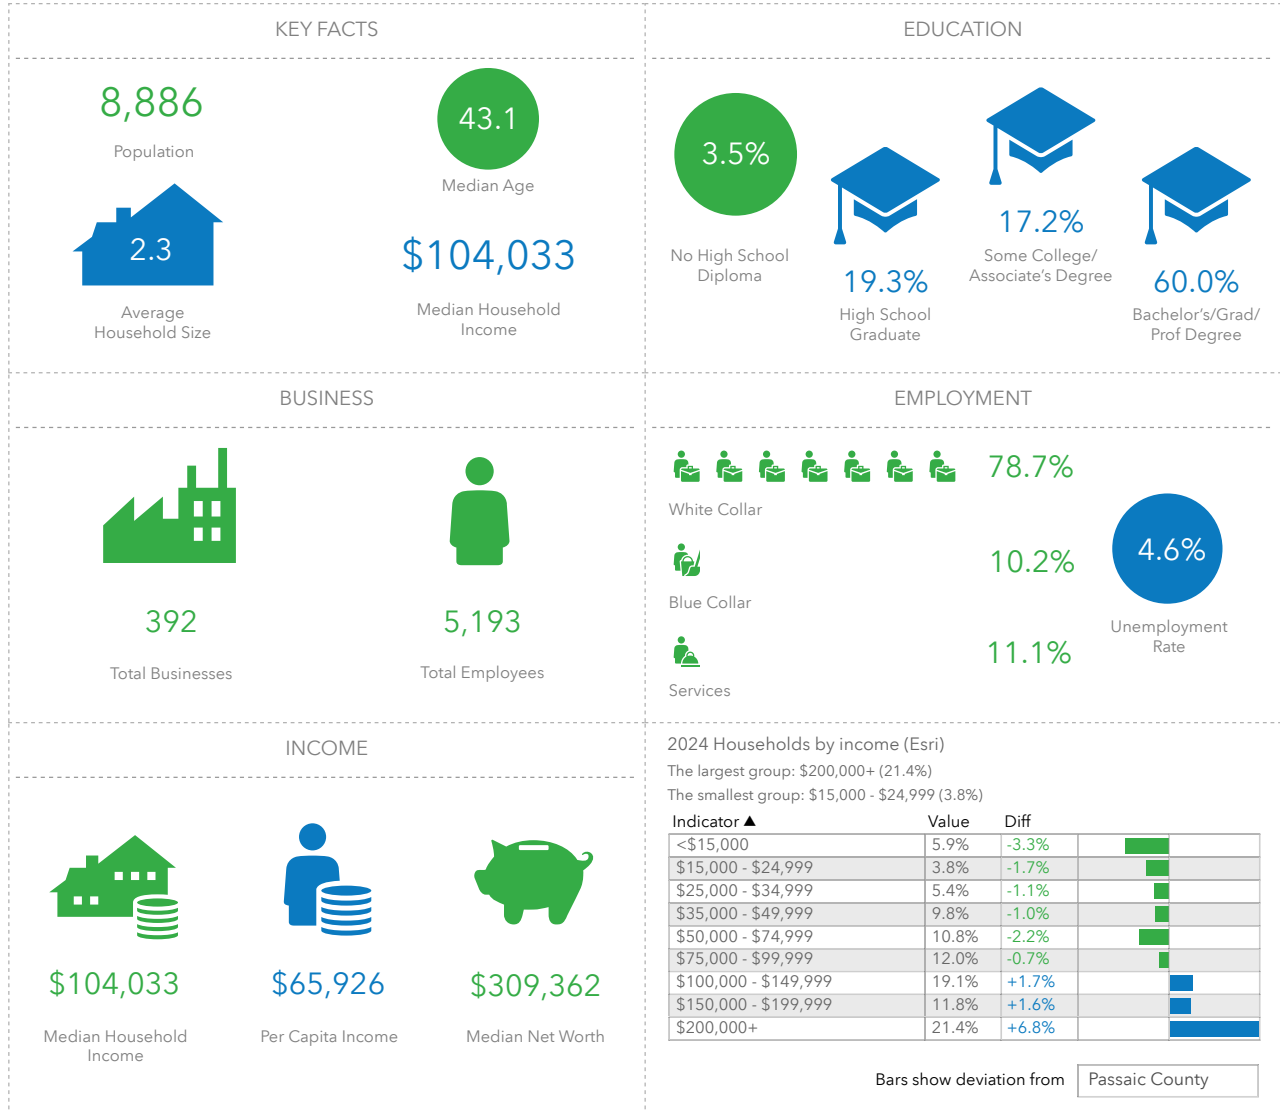 KEY FACTS
8,886
Population
43.1
Median Age
2.3
Average
Household Size
$104,033
Median Household
Income
EDUCATION
3.5%
No High School
Diploma
19.3%
High School
Graduate
17.2%
Some College/
Associate's Degree
60.0%
Bachelor's/Grad/
Prof Degree
BUSINESS
392
Total Businesses
5,193
Total Employees
EMPLOYMENT
78.7%
White Collar
10.2%
Blue Collar
11.1%
Services
4.6%
Unemployment
Rate
INCOME
$104,033
Median Household
Income
$65,926
Per Capita Income
$309,362
Median Net Worth
2024 Households by income (Esri)
The largest group: $200,000+ (21.4%)
The smallest group: $15,000 - $24,999 (3.8%)
Indicator ▲ Value Diff
<$15,000 5.9% -3.3%
$15,000 - $24,999 3.8% -1.7%
$25,000 - $34,999 5.4% -1.1%
$35,000 - $49,999 9.8% -1.0%
$50,000 - $74,999 10.8% -2.2%
$75,000 - $99,999 12.0% -0.7%
$100,000 - $149,999 19.1% +1.7%
$150,000 - $199,999 11.8% +1.6%
$200,000+ 21.4% +6.8%
Bars show deviation from Passaic County